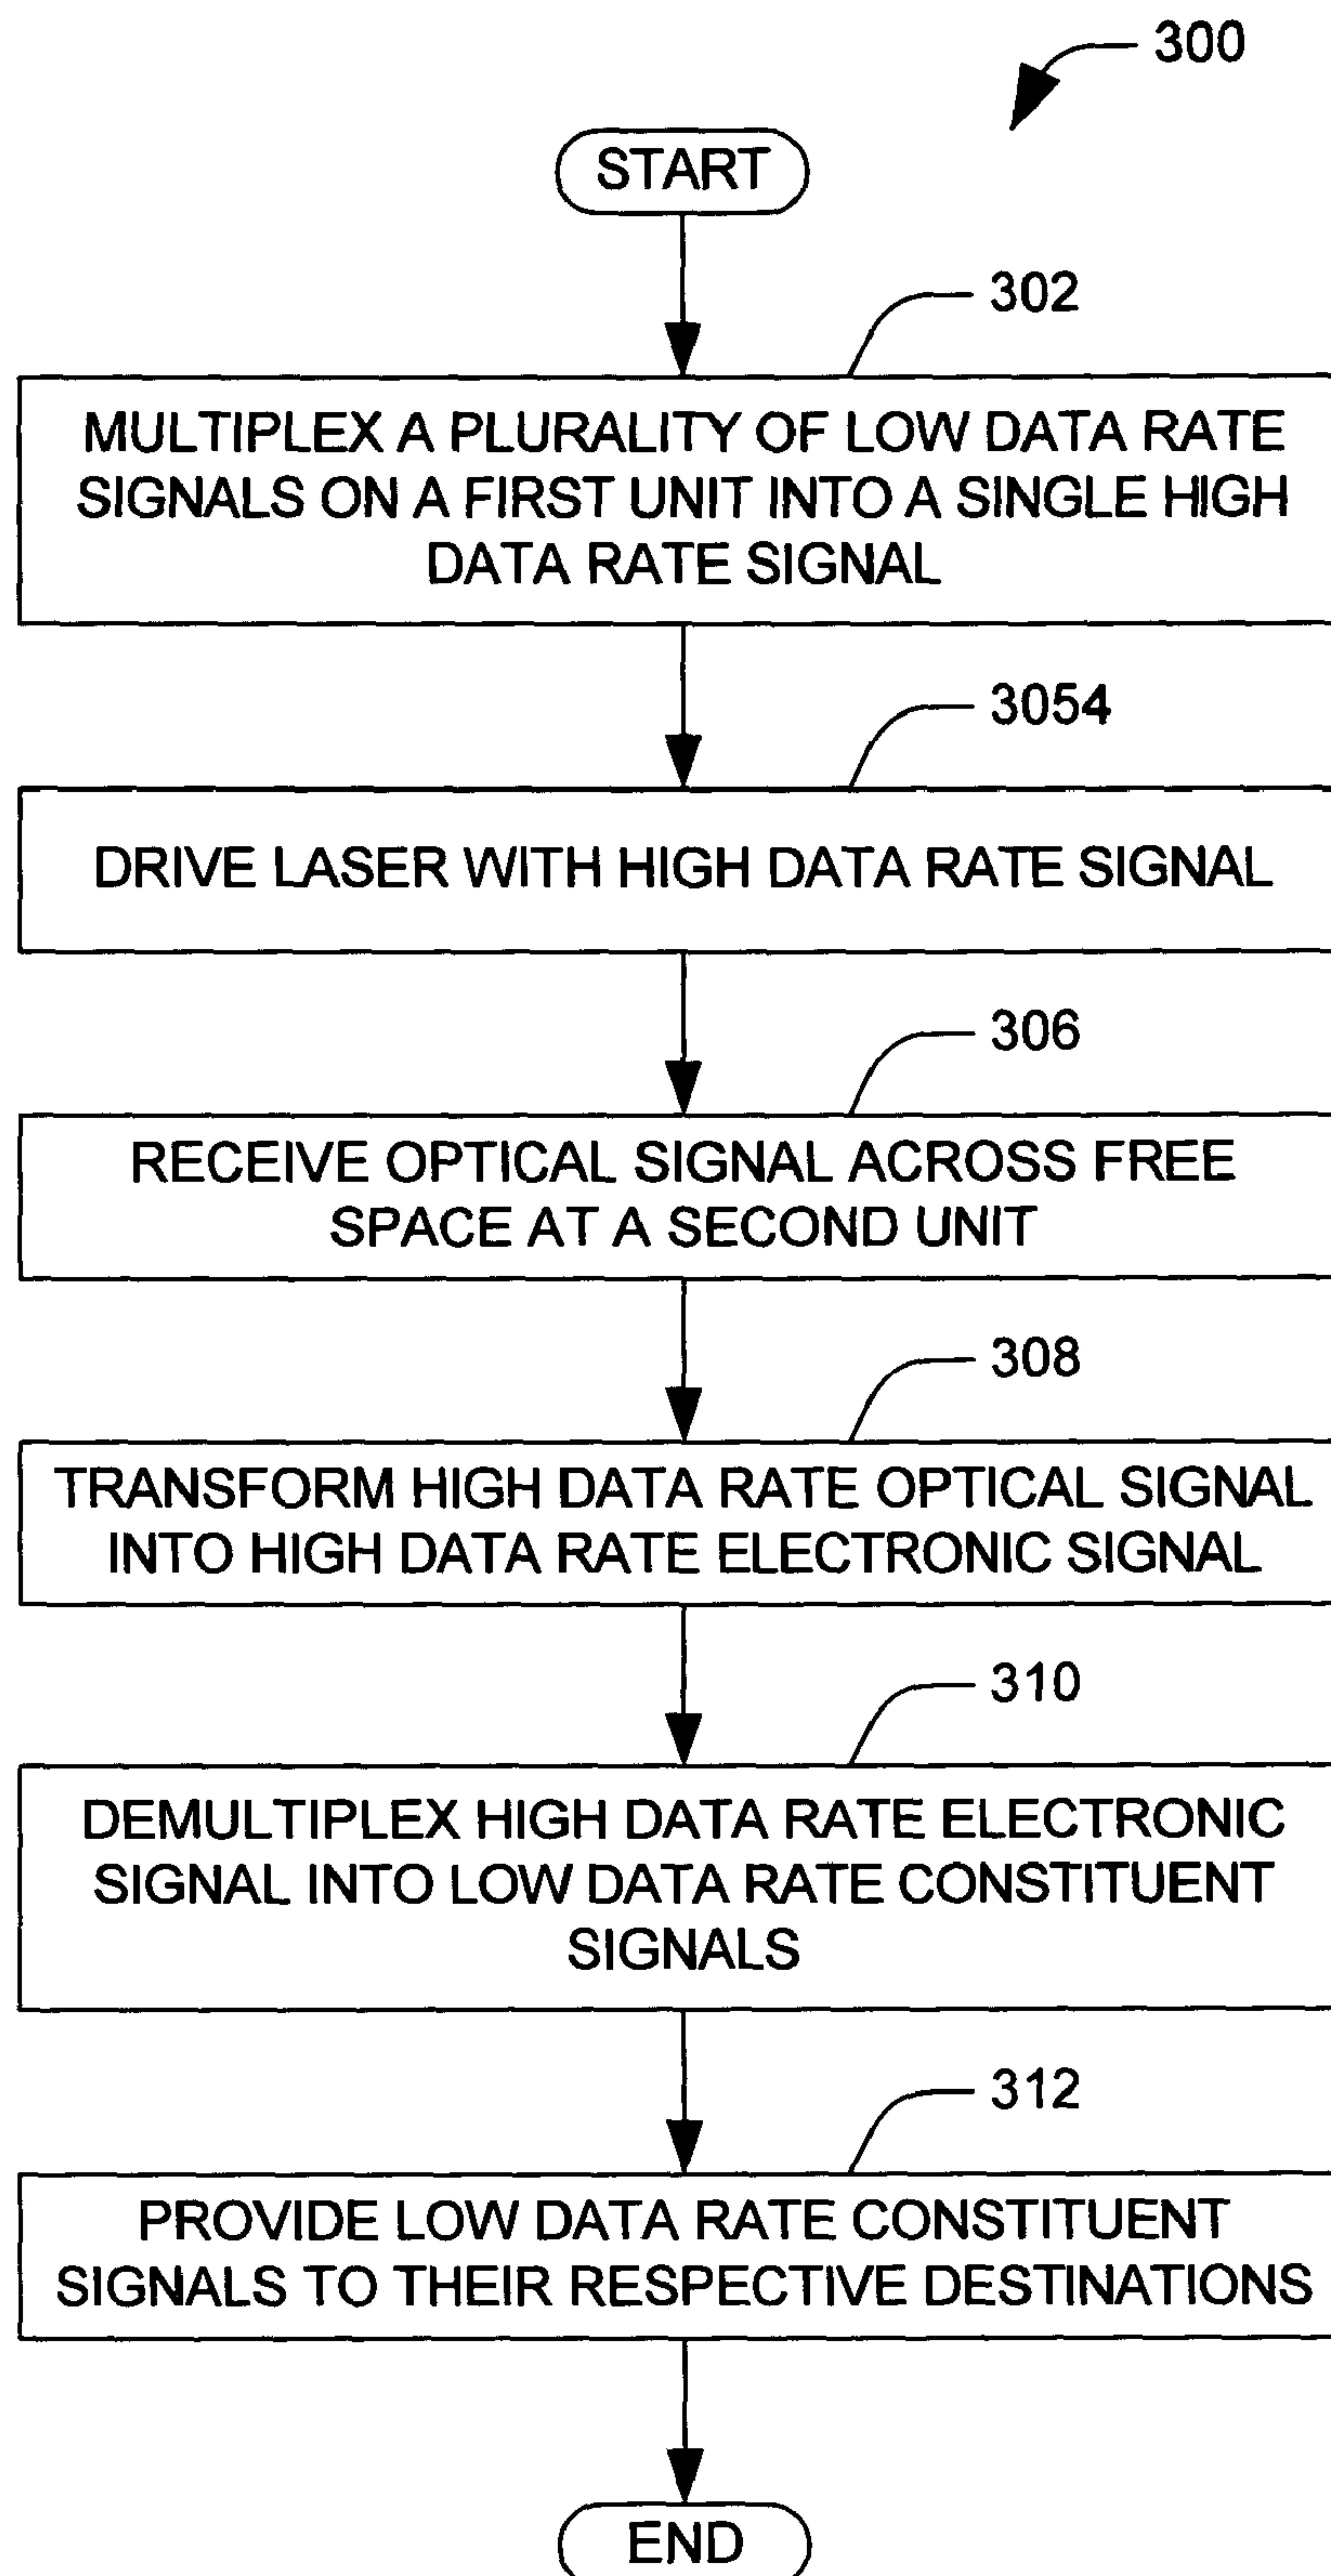 300
START
302
MULTIPLEX A PLURALITY OF LOW DATA RATE
SIGNALS ON A FIRST UNIT INTO A SINGLE HIGH
DATA RATE SIGNAL
3054
DRIVE LASER WITH HIGH DATA RATE SIGNAL
306
RECEIVE OPTICAL SIGNAL ACROSS FREE
SPACE AT A SECOND UNIT
308
TRANSFORM HIGH DATA RATE OPTICAL SIGNAL
INTO HIGH DATA RATE ELECTRONIC SIGNAL
310
DEMULTIPLEX HIGH DATA RATE ELECTRONIC
SIGNAL INTO LOW DATA RATE CONSTITUENT
SIGNALS
312
PROVIDE LOW DATA RATE CONSTITUENT
SIGNALS TO THEIR RESPECTIVE DESTINATIONS
END